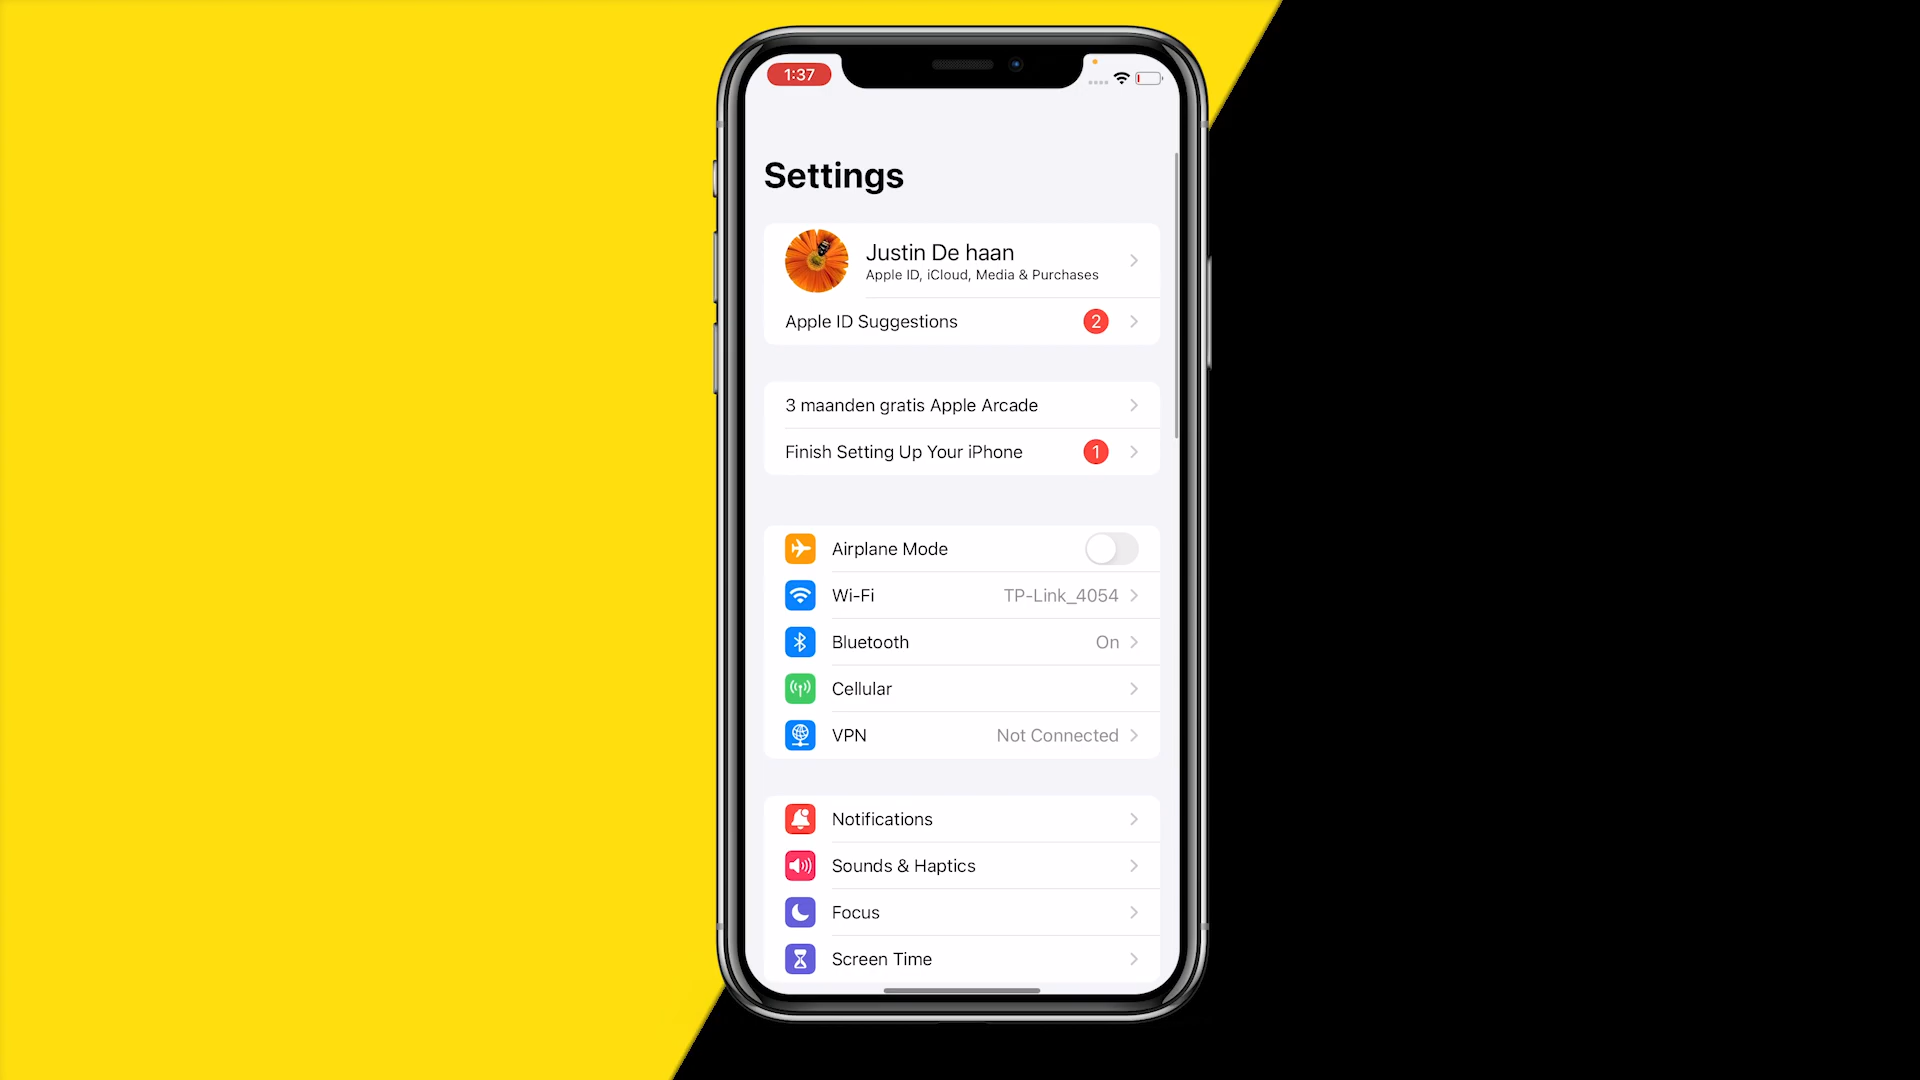 1:37
Settings
Justin De haan
Apple ID, iCloud, Media & Purchases
Apple ID Suggestions 2
3 maanden gratis Apple Arcade
Finish Setting Up Your iPhone 1
Airplane Mode
Wi-Fi TP-Link_4054
Bluetooth On
Cellular
VPN Not Connected
Notifications
Sounds & Haptics
Focus
Screen Time